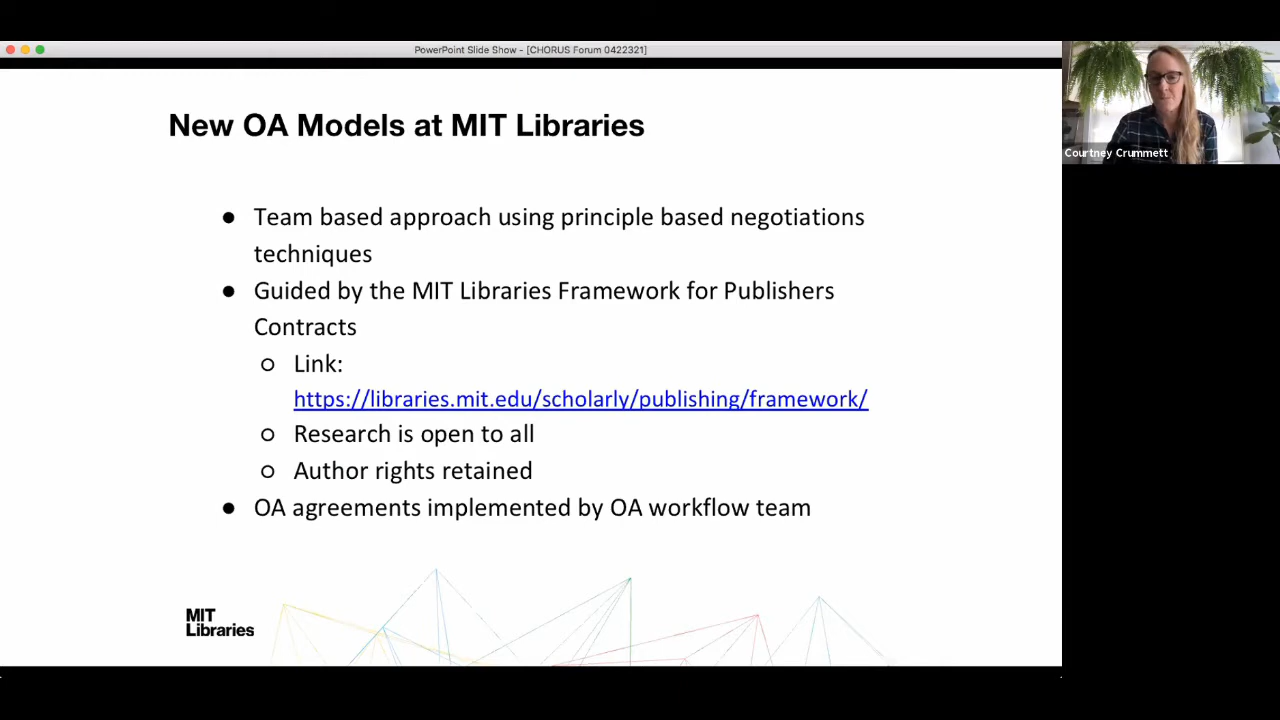 PowerPoint Slide Show - [CHORUS Forum 0422321]
New OA Models at MIT Libraries
Courtney Crummett
● Team based approach using principle based negotiations
techniques
● Guided by the MIT Libraries Framework for Publishers
Contracts
○ Link:
https://libraries.mit.edu/scholarly/publishing/framework/
○ Research is open to all
○ Author rights retained
● OA agreements implemented by OA workflow team
MIT
Libraries